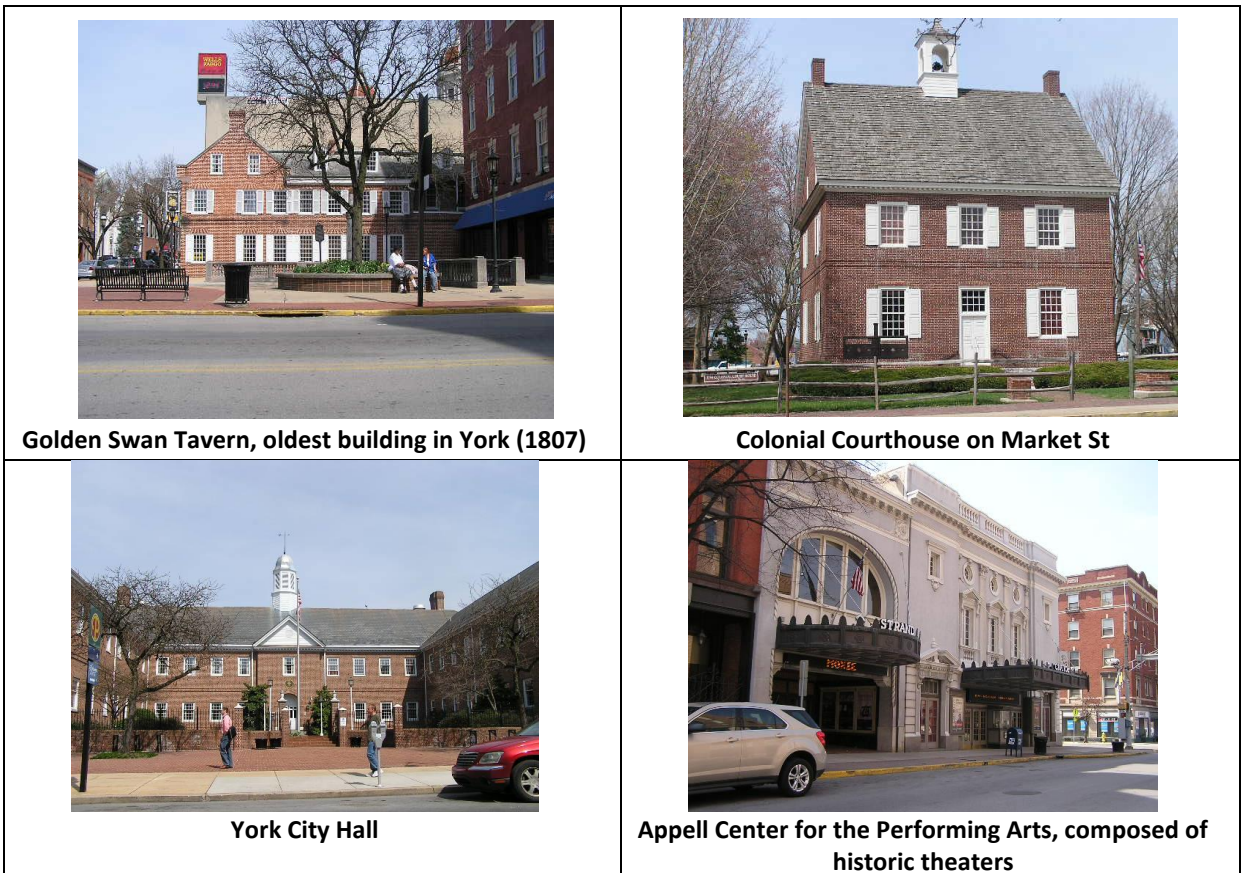 WELLS
FARGO
Golden Swan Tavern, oldest building in York (1807)
Colonial Courthouse on Market St
York City Hall
STRAND
Appell Center for the Performing Arts, composed of
historic theaters